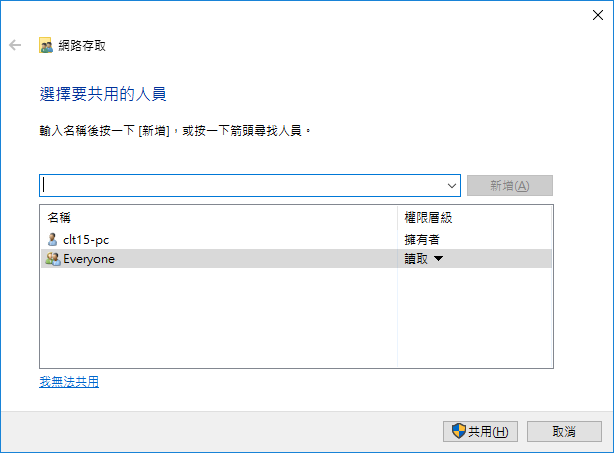 網路存取
選擇要共用的人員
輸入名稱後按一下 [新增]，或按一下箭頭尋找人員。
新增(A)
名稱 權限層級
clt15-pc 擁有者
Everyone 讀取
我無法共用
共用(H) 取消